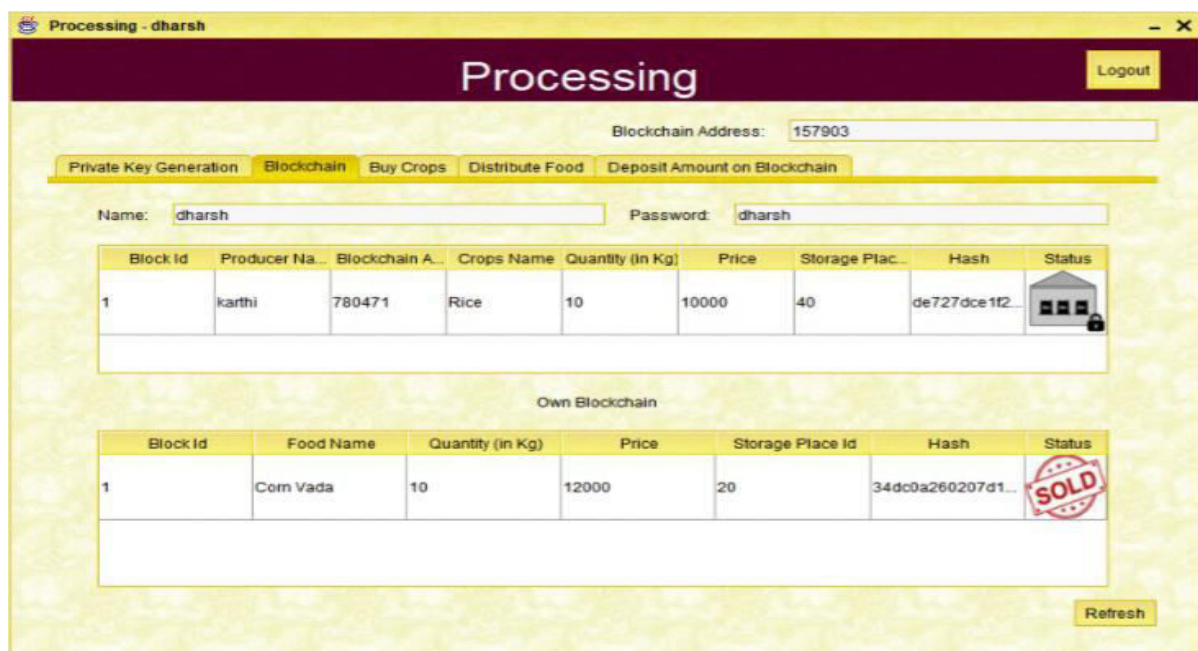 Processing - dharsh
Processing
Logout
Blockchain Address: 157903
Private Key Generation Blockchain Buy Crops Distribute Food Deposit Amount on Blockchain
Name: dharsh Password: dharsh
Block Id Producer Na... Blockchain A... Crops Name Quantity (in Kg) Price Storage Plac... Hash Status
1 karthi 780471 Rice 10 10000 40 de727dce1f2...
Own Blockchain
Block Id Food Name Quantity (in Kg) Price Storage Place Id Hash Status
1 Corn Vada 10 12000 20 34dc0a260207d1... SOLD
Refresh